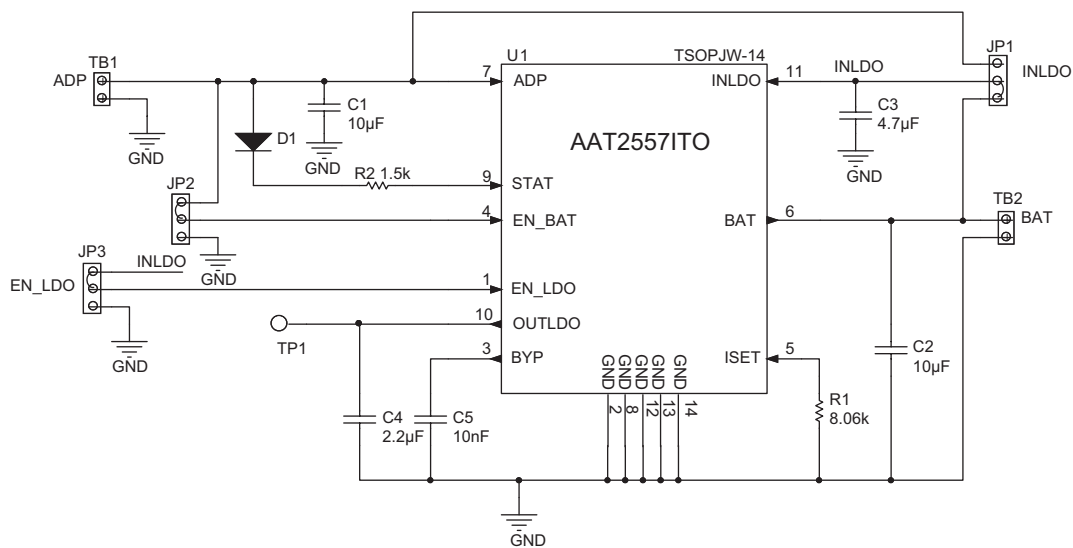 U1
TSOPJW-14
AAT2557ITO
TB1
ADP
GND
C1
10µF
GND
D1
R2 1.5k
JP2
GND
JP3
INLDO
EN_LDO
GND
TP1
7
ADP
9
STAT
4
EN_BAT
1
EN_LDO
10
OUTLDO
3
BYP
INLDO
11
INLDO
JP1
INLDO
C3
4.7µF
GND
BAT
6
TB2
BAT
ISET
5
C2
10µF
R1
8.06k
GND
GND
GND
GND
GND
2
8
12
13
14
C4
2.2µF
C5
10nF
GND